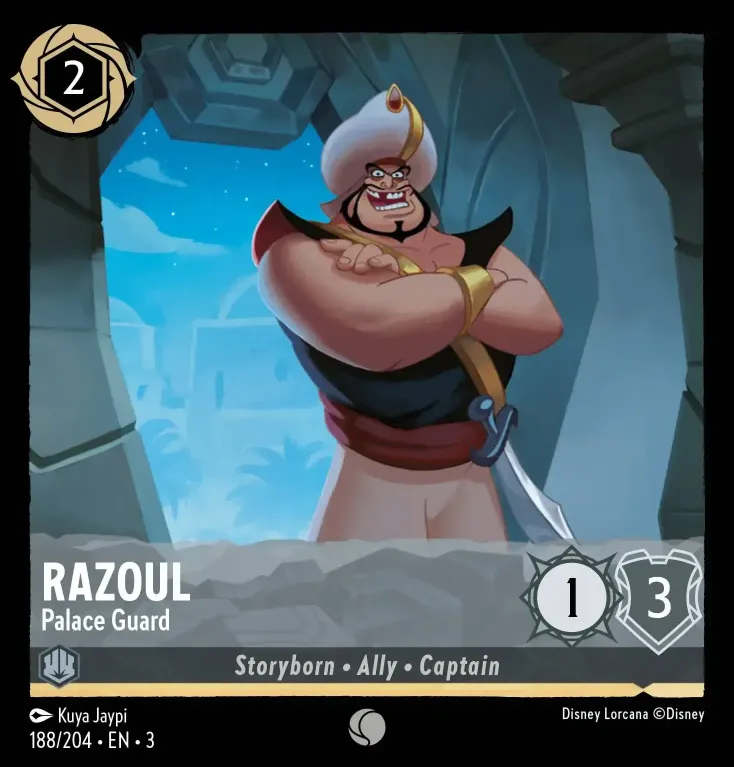 2
RAZOUL
Palace Guard
1 3
Storyborn • Ally • Captain
Kuya Jaypi
Disney Lorcana ©Disney
188/204 • EN • 3